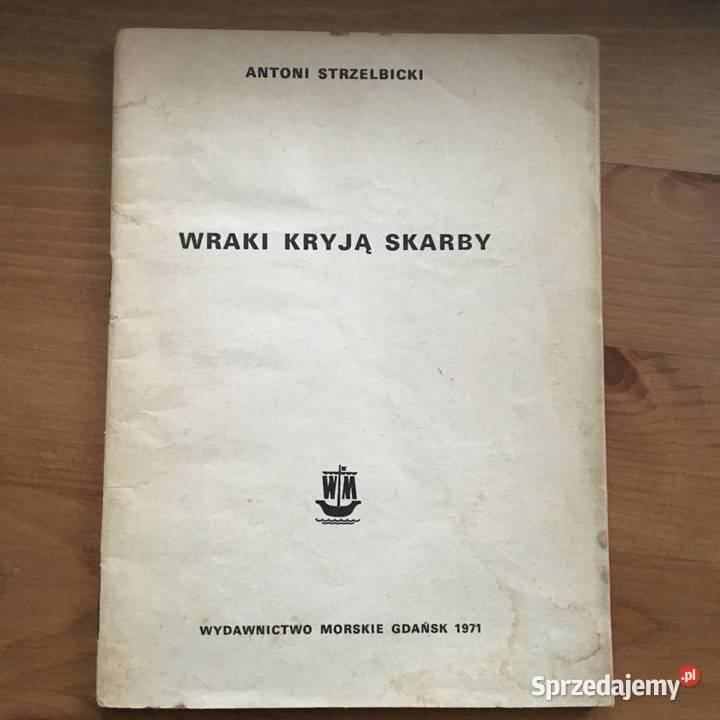 ANTONI STRZELBICKI
WRAKI KRYJĄ SKARBY
WM
WYDAWNICTWO MORSKIE GDAŃSK 1971
Sprzedajemy.pl